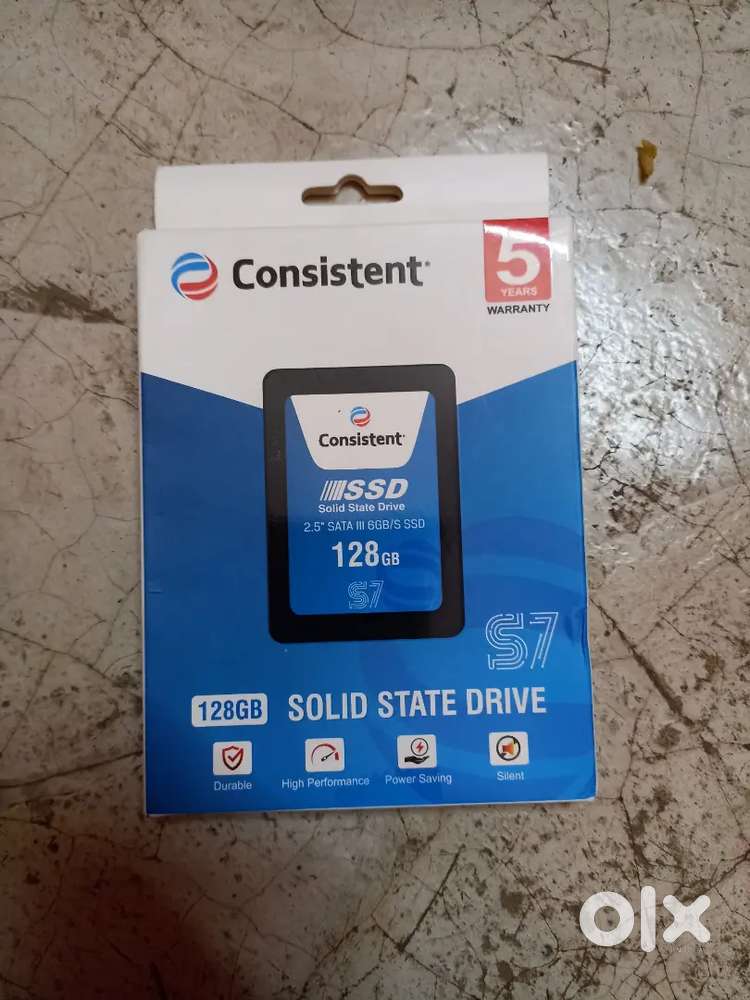 Consistent
5
YEARS
WARRANTY
Consistent
SSD
Solid State Drive
2.5" SATA III 6GB/S SSD
128GB
S7
S7
128GB SOLID STATE DRIVE
Durable High Performance Power Saving Silent
olx